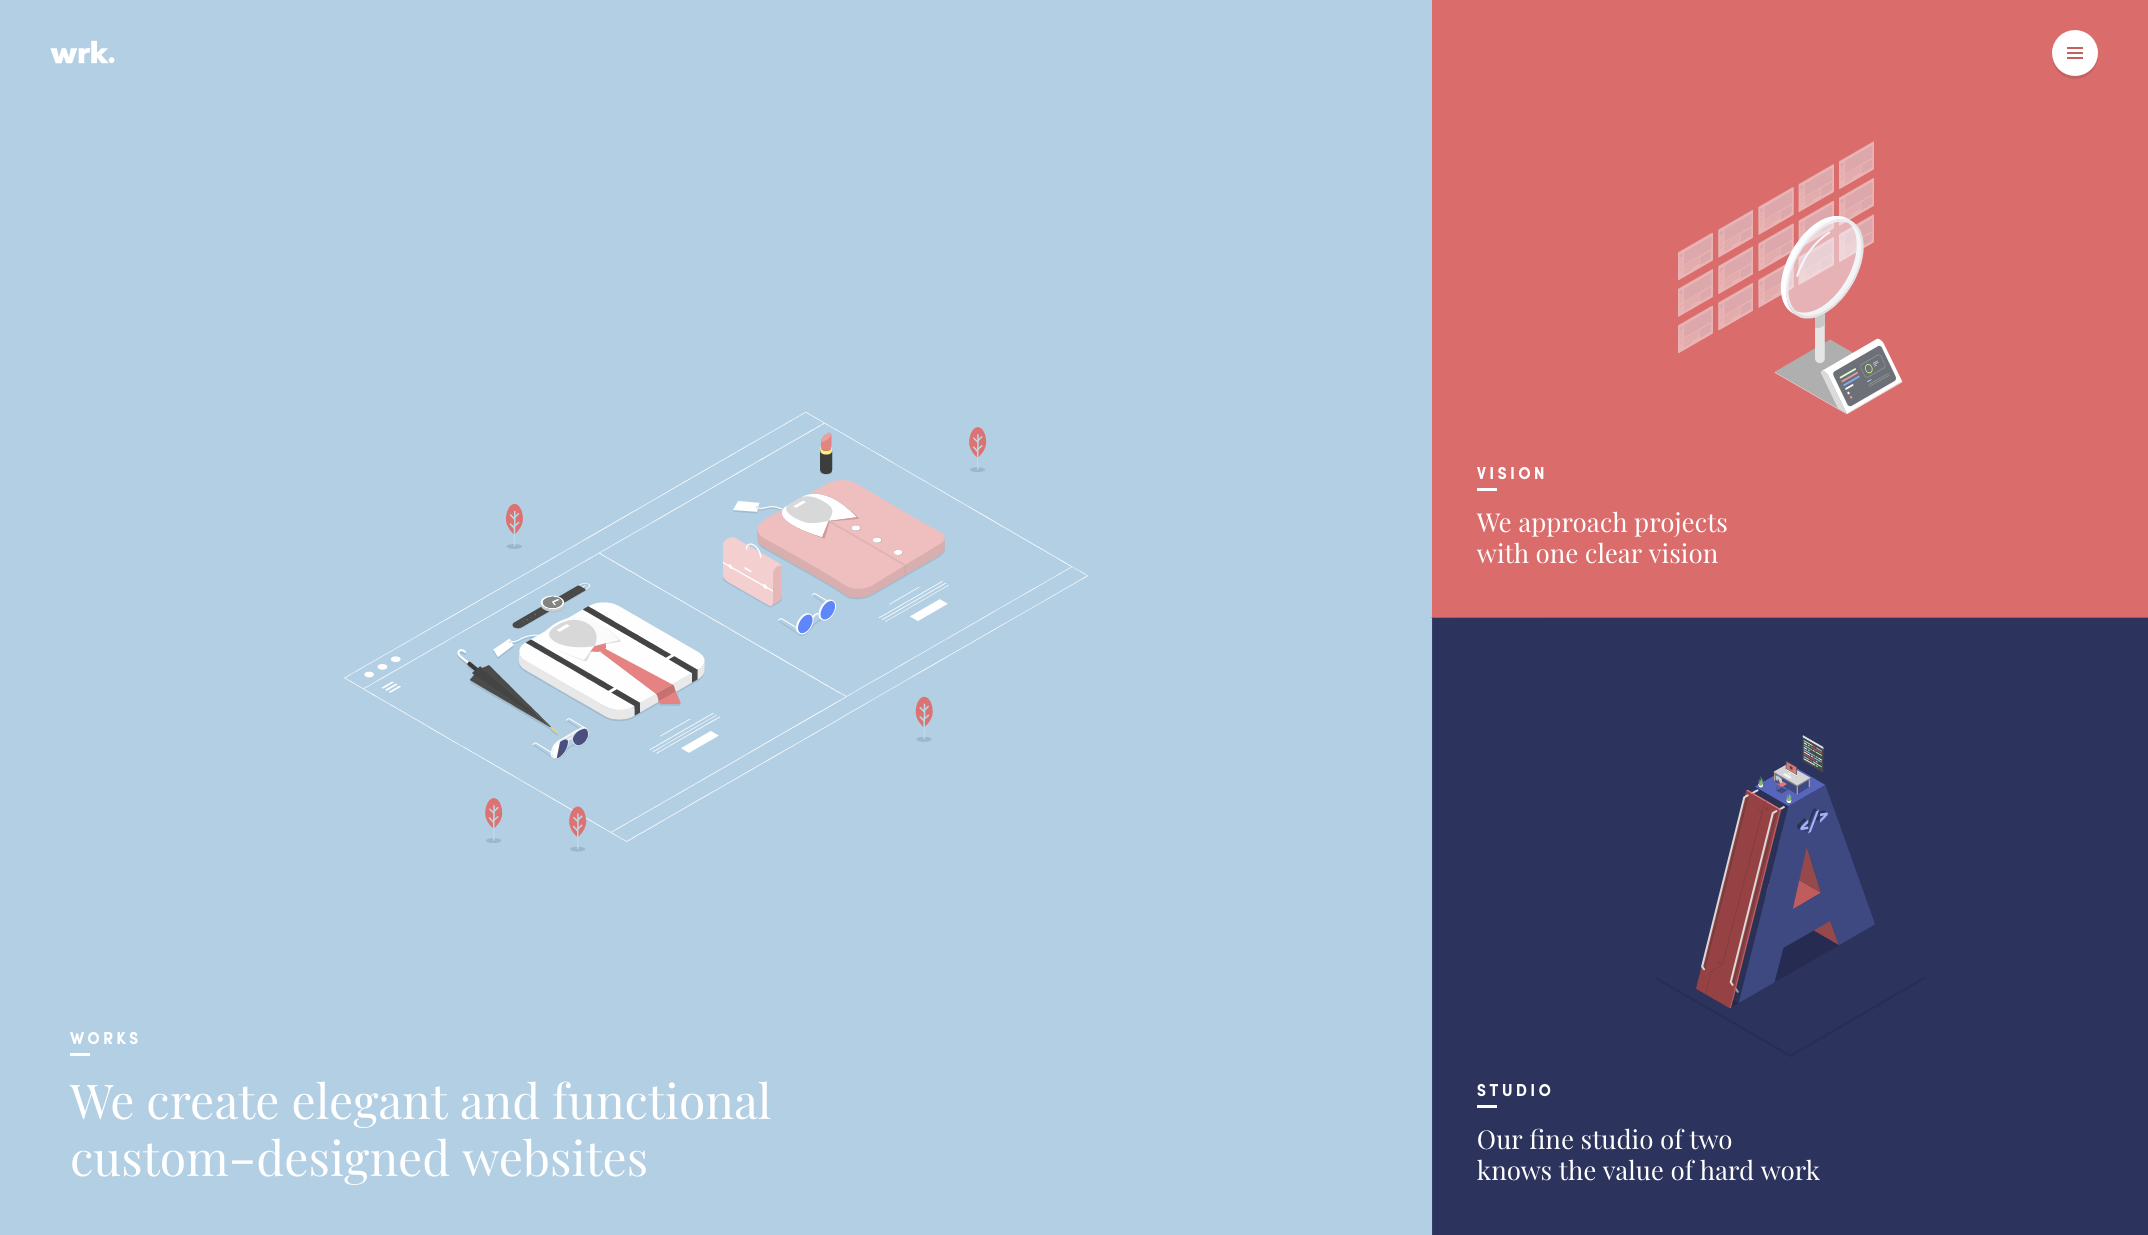 wrk.
WORKS
We create elegant and functional
custom–designed websites
VISION
We approach projects
with one clear vision
</>
STUDIO
Our fine studio of two
knows the value of hard work